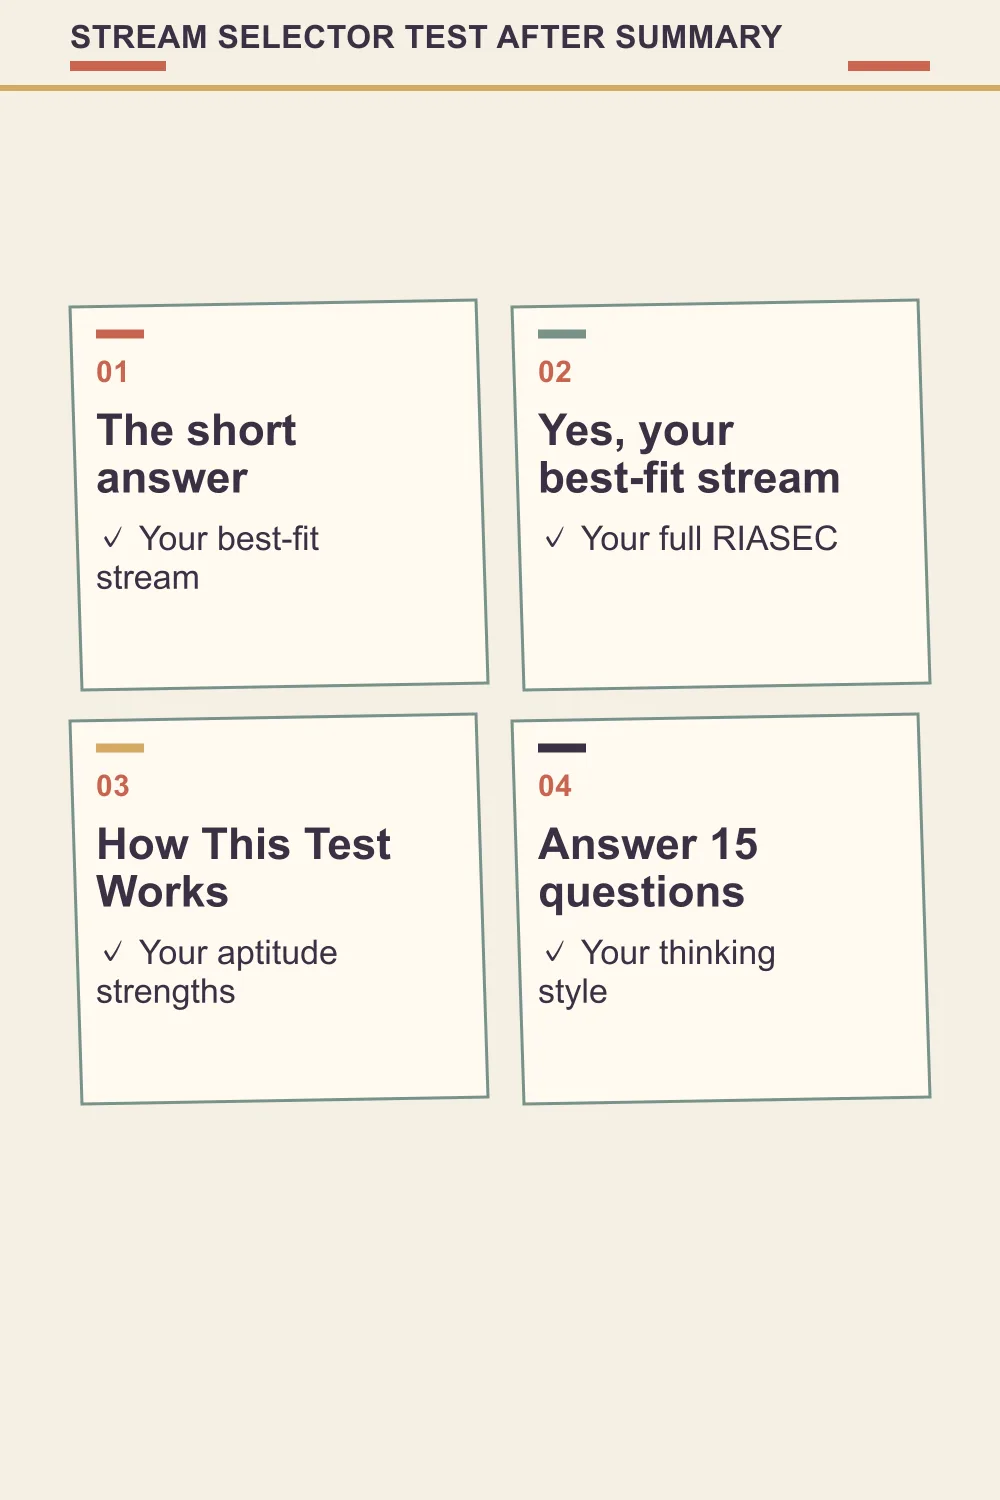 STREAM SELECTOR TEST AFTER SUMMARY
01
The short
answer
✓ Your best-fit
stream
02
Yes, your
best-fit stream
✓ Your full RIASEC
03
How This Test
Works
✓ Your aptitude
strengths
04
Answer 15
questions
✓ Your thinking
style